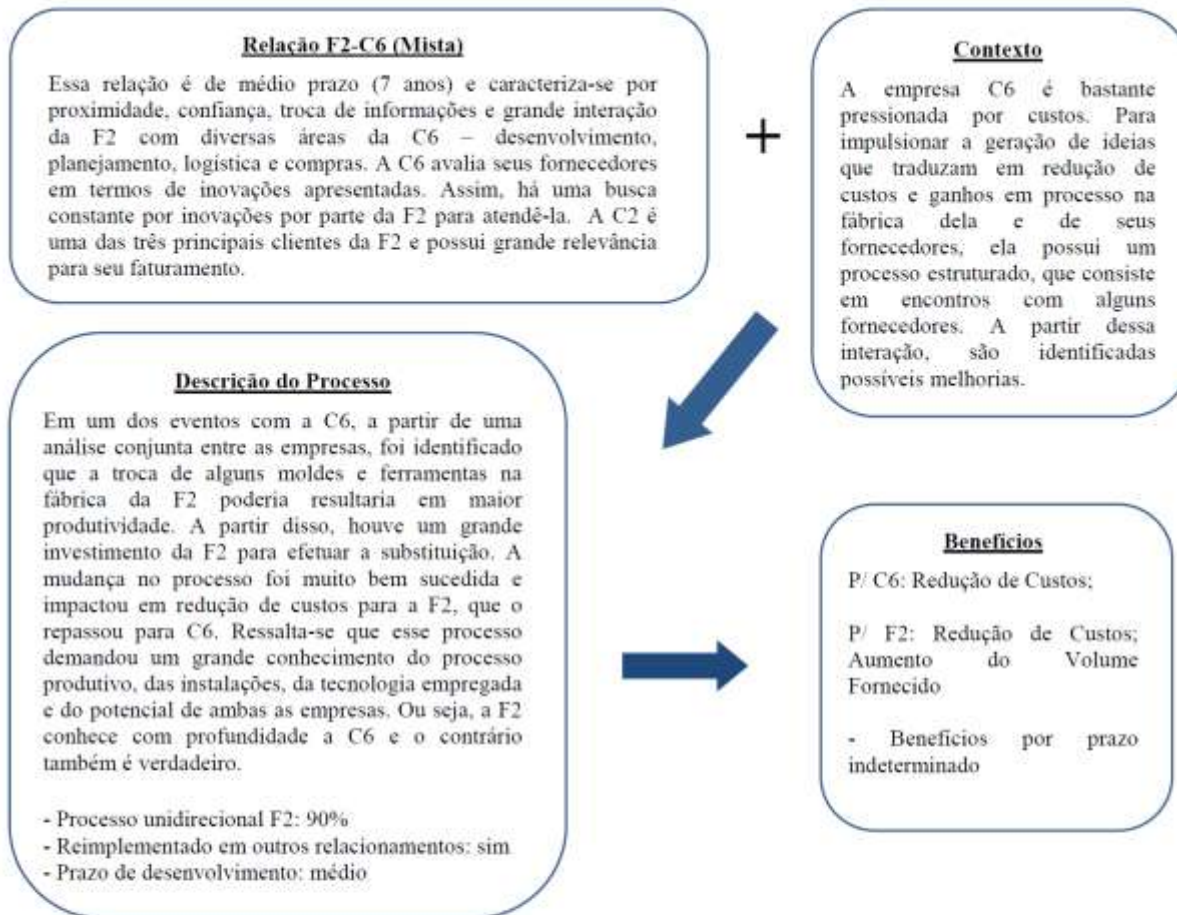 Relação F2-C6 (Mista)
Essa relação é de médio prazo (7 anos) e caracteriza-se por
proximidade, confiança, troca de informações e grande interação
da F2 com diversas áreas da C6 – desenvolvimento,
planejamento, logística e compras. A C6 avalia seus fornecedores
em termos de inovações apresentadas. Assim, há uma busca
constante por inovações por parte da F2 para atendê-la. A C2 é
uma das três principais clientes da F2 e possui grande relevância
para seu faturamento.
+
Contexto
A empresa C6 é bastante
pressionada por custos. Para
impulsionar a geração de ideias
que traduzam em redução de
custos e ganhos em processo na
fábrica dela e de seus
fornecedores, ela possui um
processo estruturado, que consiste
em encontros com alguns
fornecedores. A partir dessa
interação, são identificadas
possíveis melhorias.
Descrição do Processo
Em um dos eventos com a C6, a partir de uma
análise conjunta entre as empresas, foi identificado
que a troca de alguns moldes e ferramentas na
fábrica da F2 poderia resultaria em maior
produtividade. A partir disso, houve um grande
investimento da F2 para efetuar a substituição. A
mudança no processo foi muito bem sucedida e
impactou em redução de custos para a F2, que o
repassou para C6. Ressalta-se que esse processo
demandou um grande conhecimento do processo
produtivo, das instalações, da tecnologia empregada
e do potencial de ambas as empresas. Ou seja, a F2
conhece com profundidade a C6 e o contrário
também é verdadeiro.
- Processo unidirecional F2: 90%
- Reimplementado em outros relacionamentos: sim
- Prazo de desenvolvimento: médio
Benefícios
P/ C6: Redução de Custos;
P/ F2: Redução de Custos;
Aumento do Volume
Fornecido
- Benefícios por prazo
indeterminado